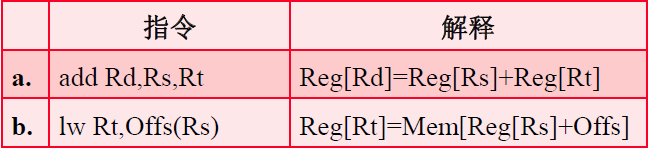 指令 解释
a. add Rd,Rs,Rt Reg[Rd]=Reg[Rs]+Reg[Rt]
b. lw Rt,Offs(Rs) Reg[Rt]=Mem[Reg[Rs]+Offs]